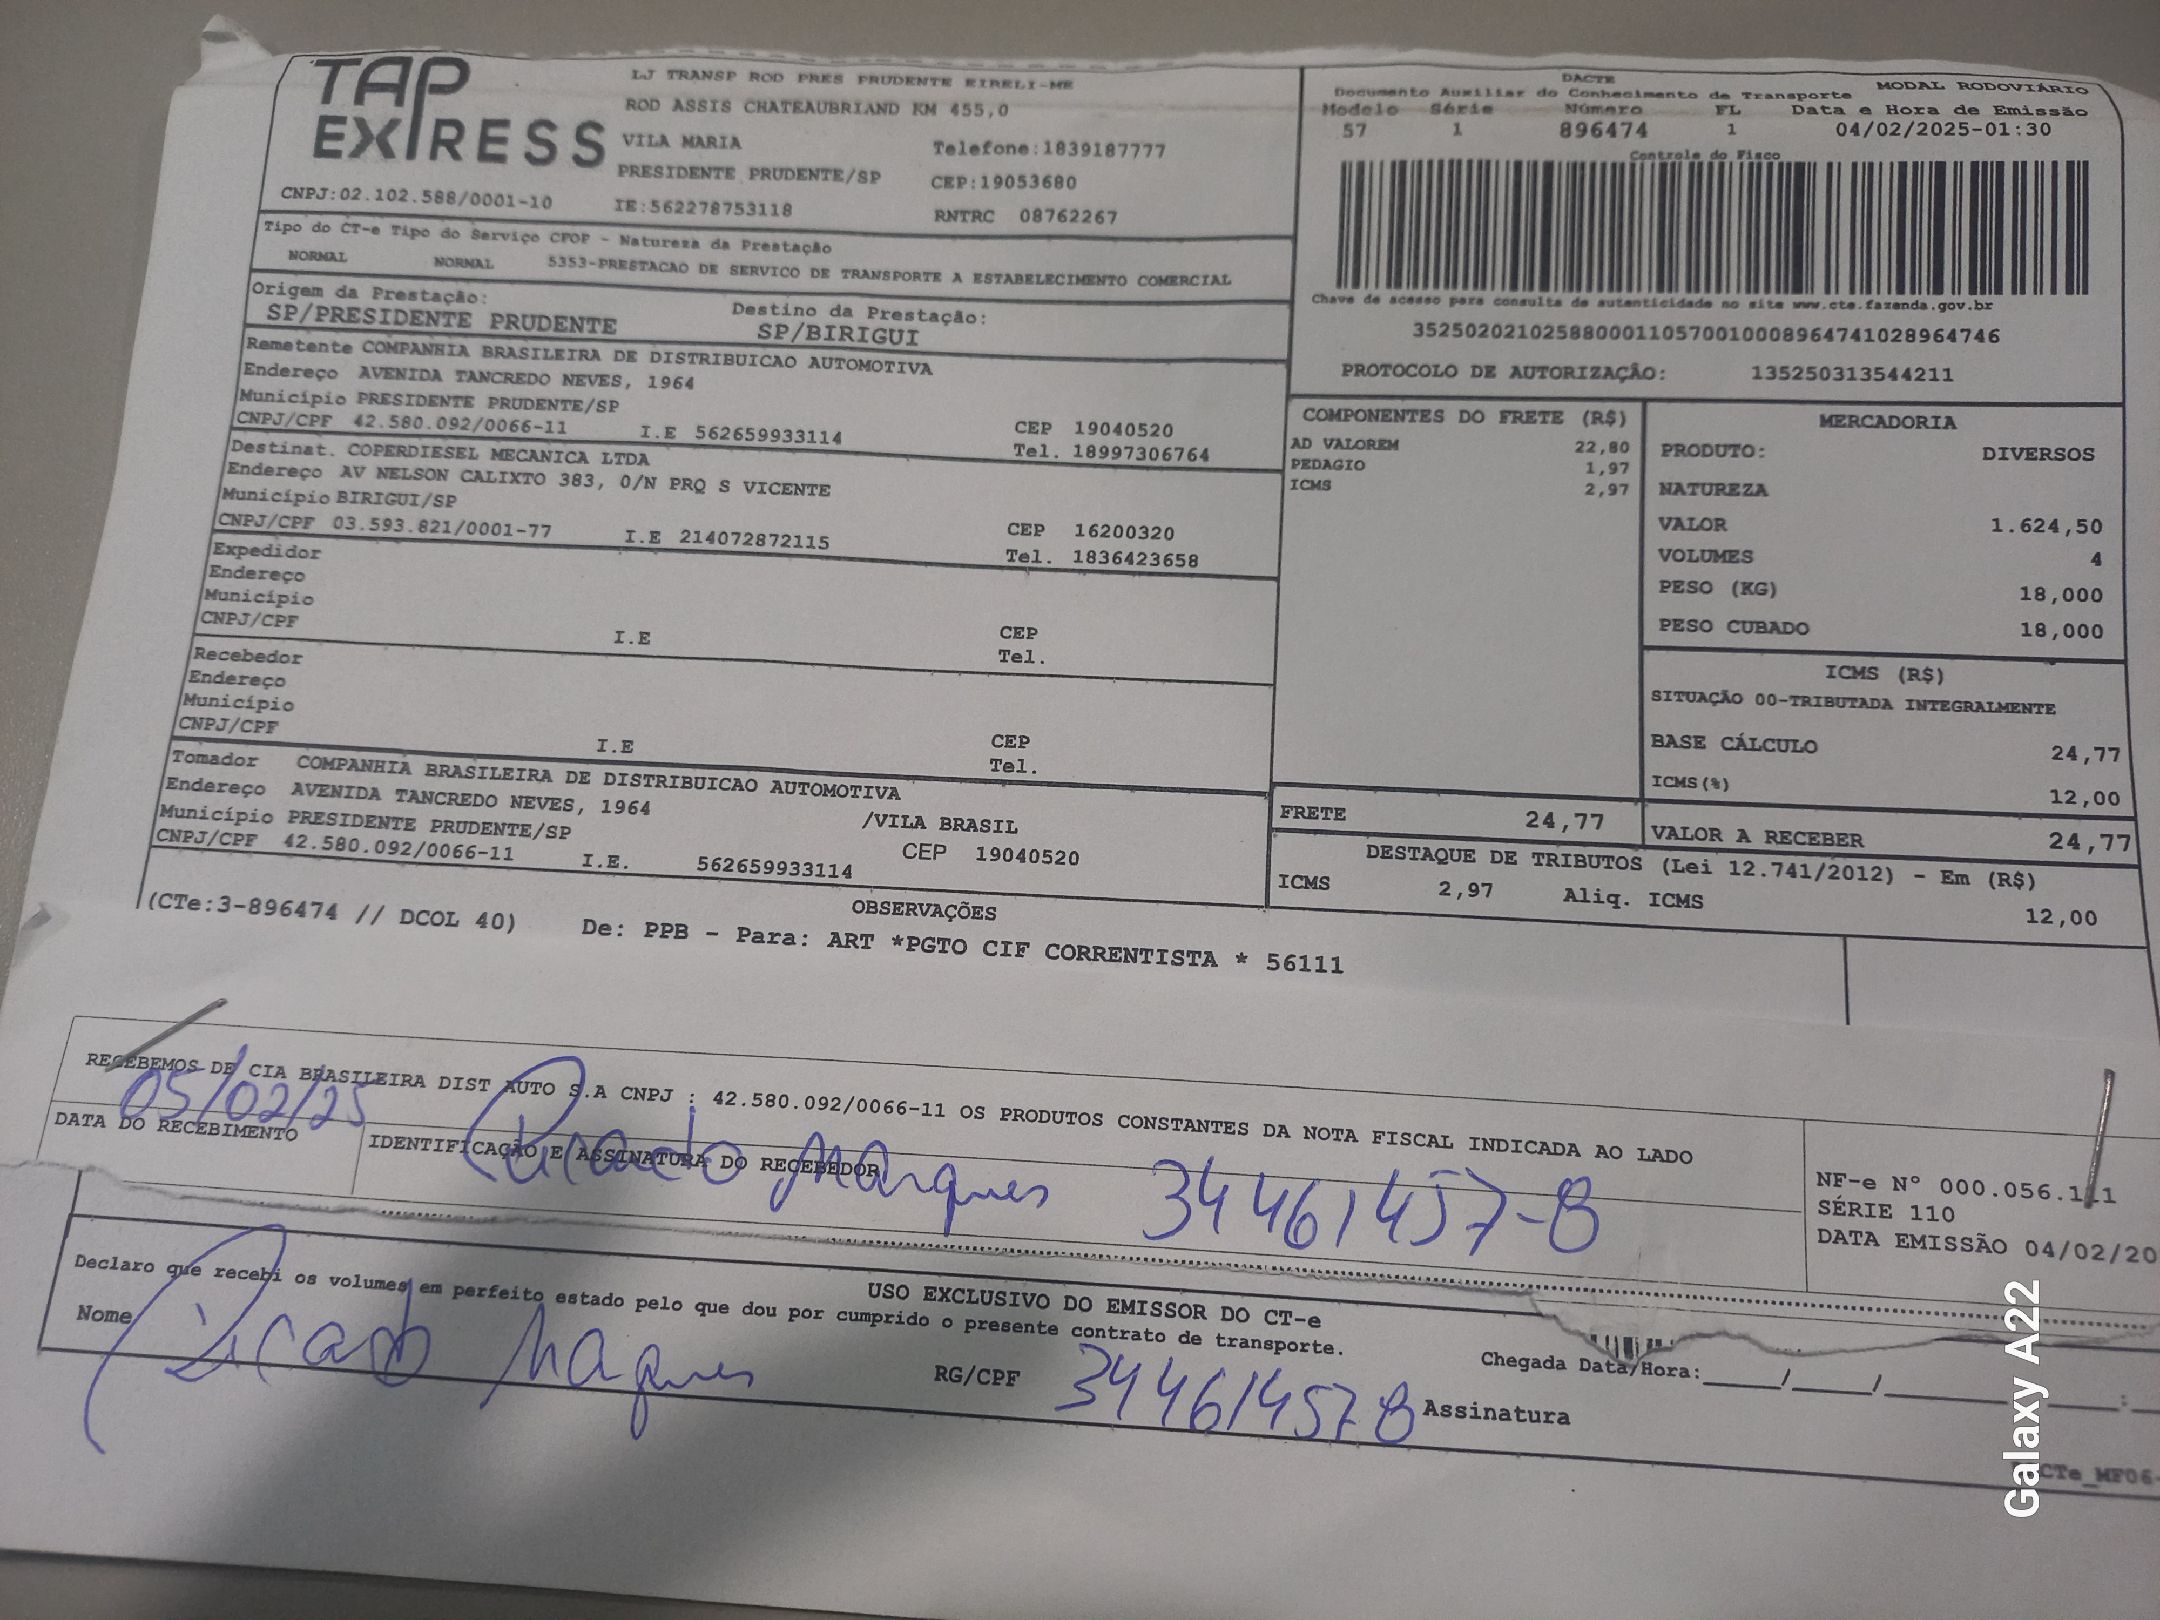 TAP EXPRESS
LJ TRANSP ROD PRES PRUDENTE EIRELI-ME
ROD ASSIS CHATEAUBRIAND KM 455,0
VILA MARIA Telefone:1839187777
PRESIDENTE PRUDENTE/SP CEP:19053680
CNPJ:02.102.588/0001-10 IE:562278753118 RNTRC 08762267
DACTE MODAL RODOVIÁRIO
Documento Auxiliar do Conhecimento de Transporte
Modelo Série Número FL Data e Hora de Emissão
57 1 896474 1 04/02/2025-01:30
Controle do Fisco
Chave de acesso para consulta de autenticidade no site www.cte.fazenda.gov.br
35250202102588000110570010008964741028964746
PROTOCOLO DE AUTORIZAÇÃO: 135250313544211
Tipo do CT-e Tipo do Serviço CFOP - Natureza da Prestação
NORMAL NORMAL 5353-PRESTACAO DE SERVICO DE TRANSPORTE A ESTABELECIMENTO COMERCIAL
Origem da Prestação: Destino da Prestação:
SP/PRESIDENTE PRUDENTE SP/BIRIGUI
Remetente COMPANHIA BRASILEIRA DE DISTRIBUICAO AUTOMOTIVA
Endereço AVENIDA TANCREDO NEVES, 1964
Município PRESIDENTE PRUDENTE/SP CEP 19040520
CNPJ/CPF 42.580.092/0066-11 I.E 562659933114 Tel. 18997306764
Destinat. COPERDIESEL MECANICA LTDA
Endereço AV NELSON CALIXTO 383, 0/N PRQ S VICENTE
Município BIRIGUI/SP CEP 16200320
CNPJ/CPF 03.593.821/0001-77 I.E 214072872115 Tel. 1836423658
Expedidor
Endereço
Município CEP
CNPJ/CPF I.E Tel.
Recebedor
Endereço
Município CEP
CNPJ/CPF I.E Tel.
Tomador COMPANHIA BRASILEIRA DE DISTRIBUICAO AUTOMOTIVA
Endereço AVENIDA TANCREDO NEVES, 1964 /VILA BRASIL
Município PRESIDENTE PRUDENTE/SP CEP 19040520
CNPJ/CPF 42.580.092/0066-11 I.E. 562659933114
COMPONENTES DO FRETE (R$)
AD VALOREM 22,80
PEDAGIO 1,97
ICMS 2,97
FRETE 24,77
MERCADORIA
PRODUTO: DIVERSOS
NATUREZA
VALOR 1.624,50
VOLUMES 4
PESO (KG) 18,000
PESO CUBADO 18,000
ICMS (R$)
SITUAÇÃO 00-TRIBUTADA INTEGRALMENTE
BASE CÁLCULO 24,77
ICMS(%) 12,00
VALOR A RECEBER 24,77
DESTAQUE DE TRIBUTOS (Lei 12.741/2012) - Em (R$)
ICMS 2,97 Aliq. ICMS 12,00
OBSERVAÇÕES
(CTe:3-896474 // DCOL 40) De: PPB - Para: ART *PGTO CIF CORRENTISTA * 56111
RECEBEMOS DE CIA BRASILEIRA DIST AUTO S.A CNPJ : 42.580.092/0066-11 OS PRODUTOS CONSTANTES DA NOTA FISCAL INDICADA AO LADO
05/02/25
DATA DO RECEBIMENTO IDENTIFICAÇÃO E ASSINATURA DO RECEBEDOR
Ricardo Marques 34461457-8
NF-e N° 000.056.111
SÉRIE 110
DATA EMISSÃO 04/02/20
USO EXCLUSIVO DO EMISSOR DO CT-e
Declaro que recebi os volumes em perfeito estado pelo que dou por cumprido o presente contrato de transporte.
Nome Ricardo Marques RG/CPF 344614578 Assinatura
Chegada Data/Hora:_____/_____/_________:
CTe_MF06-
Galaxy A22